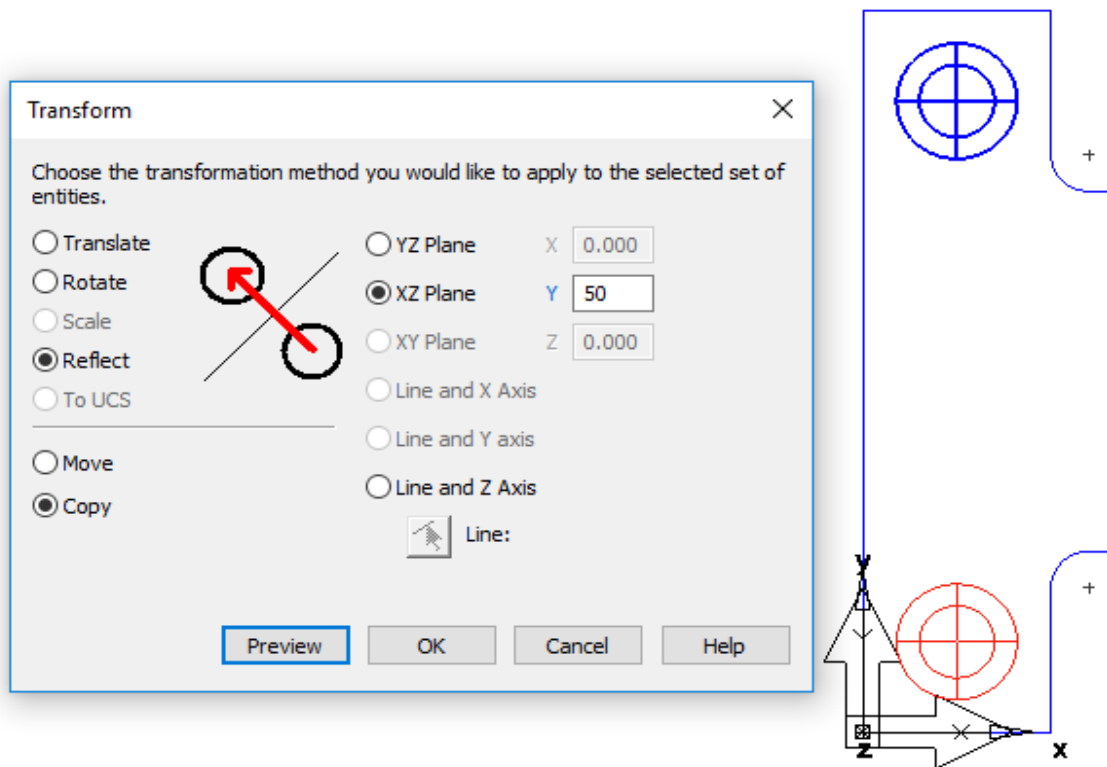 Transform
Choose the transformation method you would like to apply to the selected set of
entities.
Translate
Rotate
Scale
Reflect
To UCS
Move
Copy
YZ Plane X 0.000
XZ Plane Y 50
XY Plane Z 0.000
Line and X Axis
Line and Y axis
Line and Z Axis
Line:
Preview OK Cancel Help
y
z
x